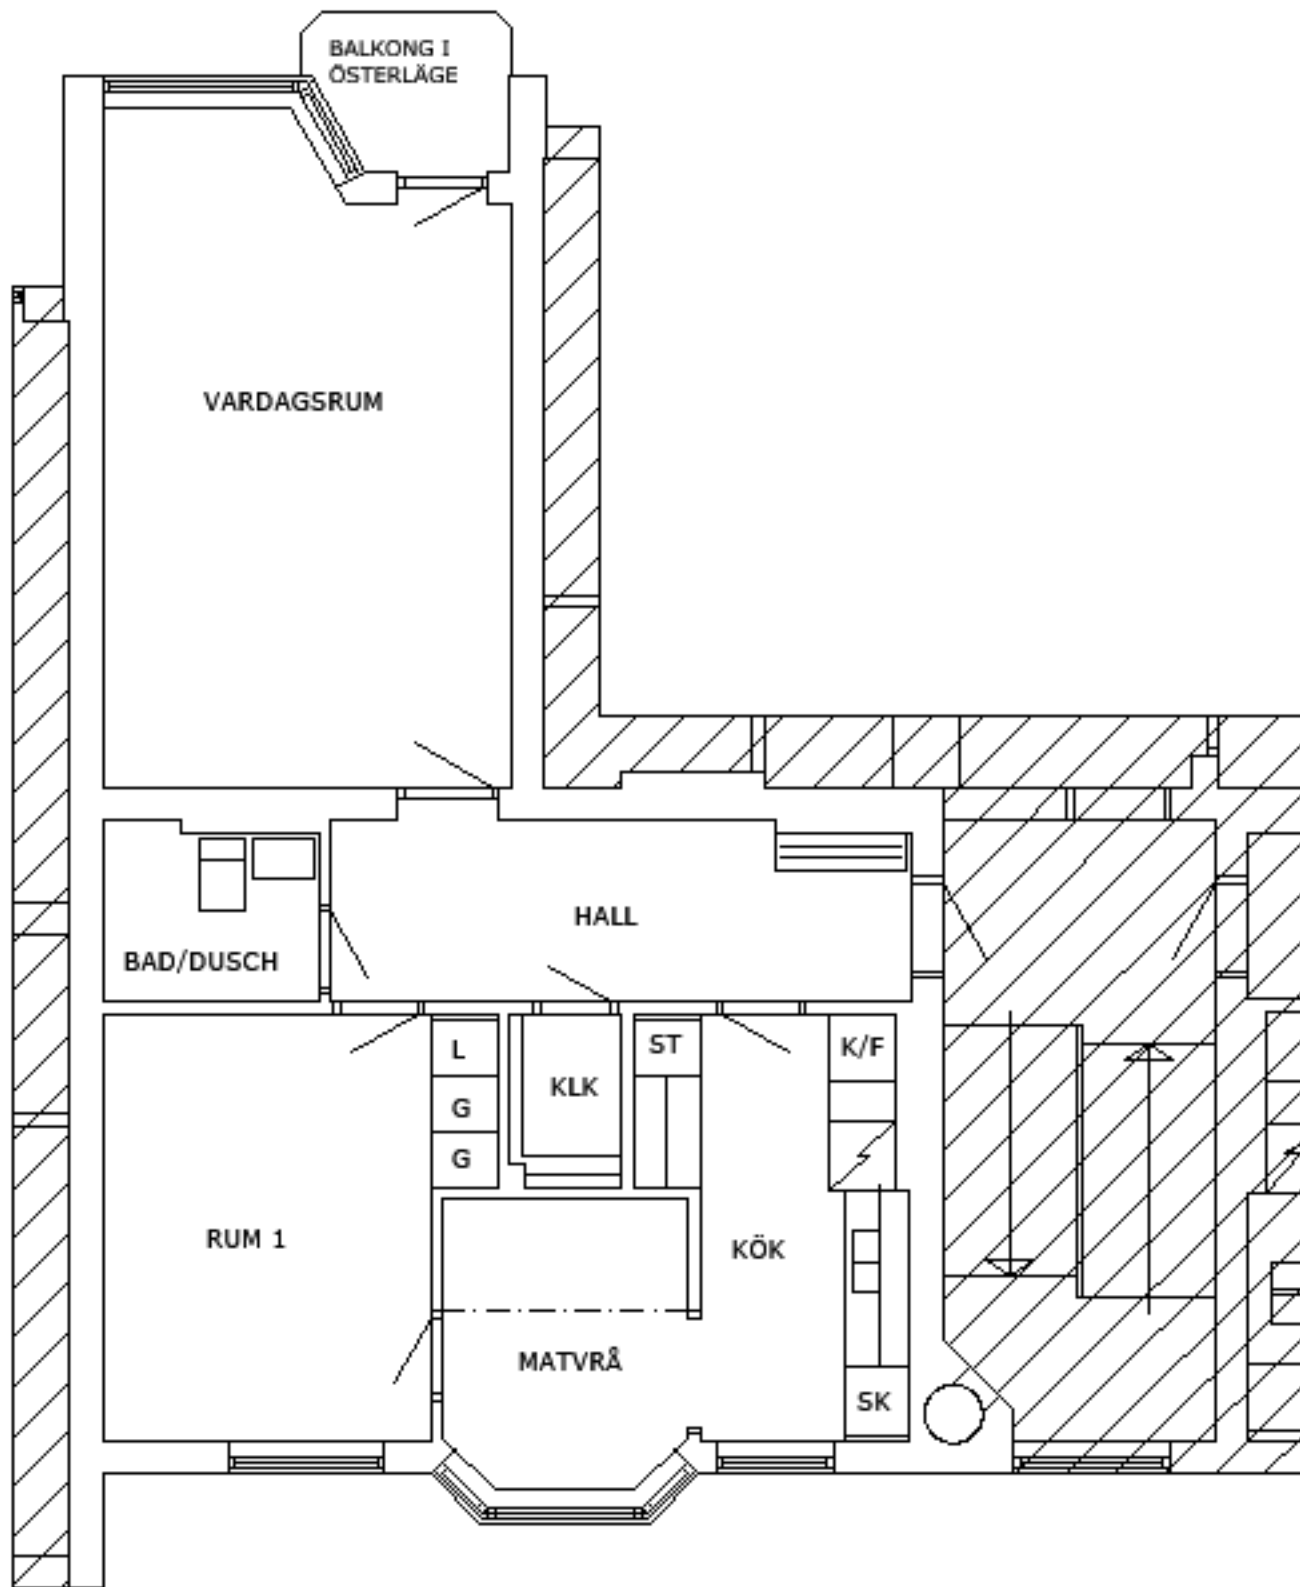 BALKONG I
ÖSTERLÄGE
VARDAGSRUM
HALL
BAD/DUSCH
L
ST
K/F
KLK
G
G
RUM 1
KÖK
MATVRÅ
SK